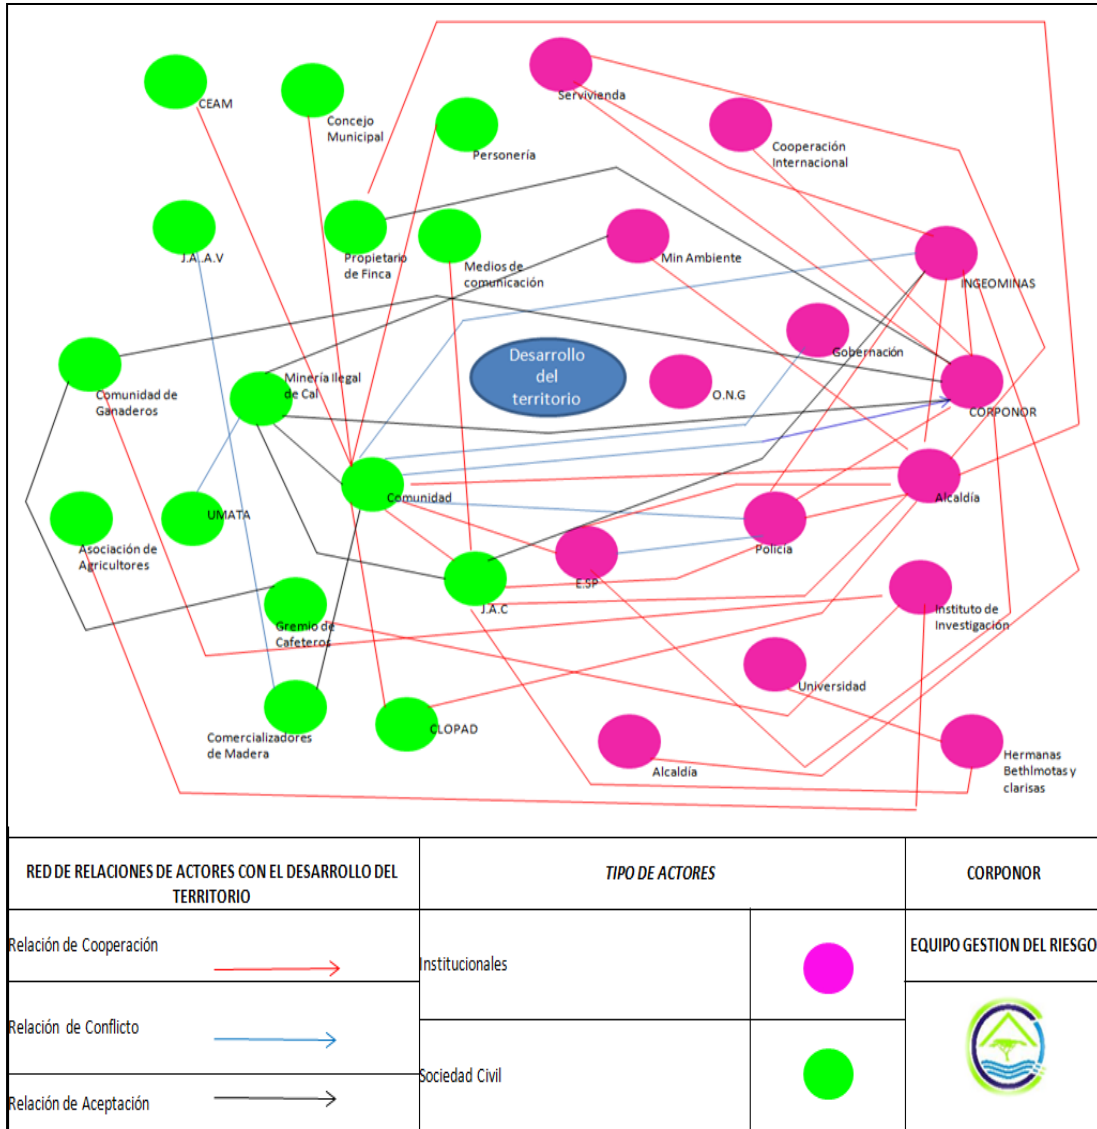 CEAM
Concejo
Municipal
Personería
Servivienda
Cooperación
Internacional
J.A..A.V
Propietario
de Finca
Medios de
comunicación
Min Ambiente
INGEOMINAS
Desarrollo
del
territorio
Gobernación
O.N.G
CORPONOR
Comunidad de
Ganaderos
Minería Ilegal
de Cal
Comunidad
Alcaldía
UMATA
Asociación de
Agricultores
Policía
E.SP
J.A.C
Gremio de
Cafeteros
Instituto de
Investigación
Universidad
Comercializadores
de Madera
CLOPAD
Alcaldía
Hermanas
Bethlmotas y
clarisas
RED DE RELACIONES DE ACTORES CON EL DESARROLLO DEL
TERRITORIO
TIPO DE ACTORES
CORPONOR
Relación de Cooperación
Institucionales
EQUIPO GESTION DEL RIESGO
Relación de Conflicto
Sociedad Civil
Relación de Aceptación